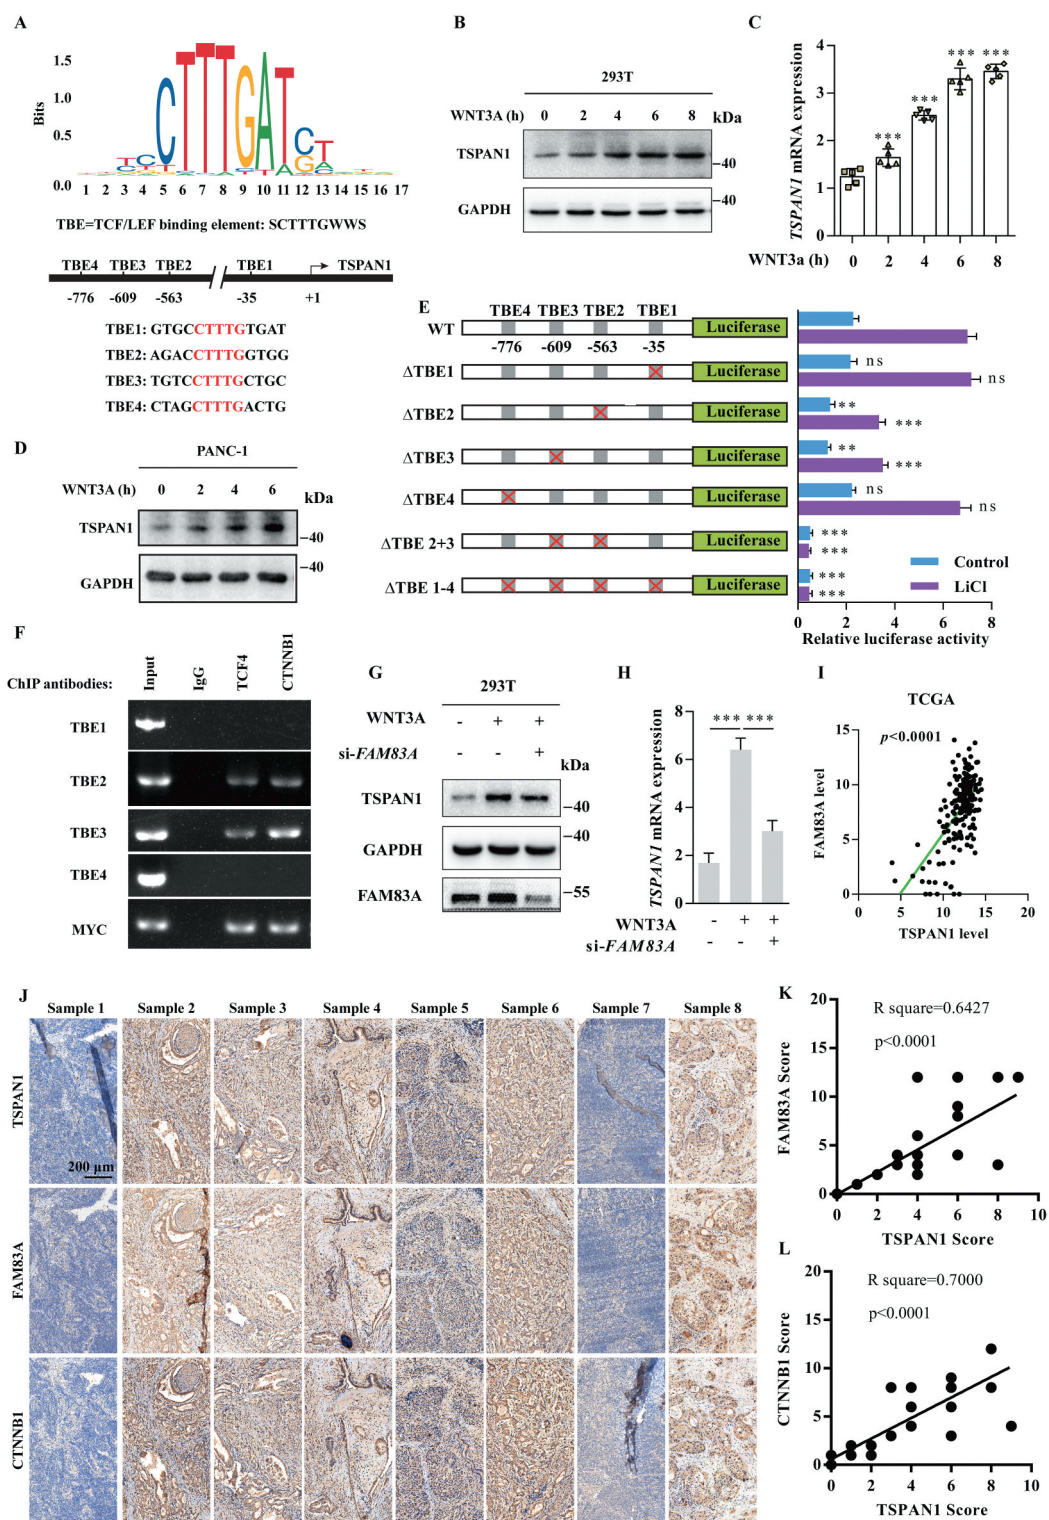 A
Bits
1.5
1.0
0.5
0.0
CTTTGAT
1 2 3 4 5 6 7 8 9 10 11 12 13 14 15 16 17
TBE=TCF/LEF binding element: SCTTTGWWS
TBE4 TBE3 TBE2 TBE1 TSPAN1
-776 -609 -563 -35 +1
TBE1: GTGCCTTTGTGAT
TBE2: AGACCTTTGGTGG
TBE3: TGTCCTTTGCTGC
TBE4: CTAGCTTTGACTG
B
293T
WNT3A (h) 0 2 4 6 8 kDa
TSPAN1 –40
–40
GAPDH
C
TSPAN1 mRNA expression
4
3
2
1
0
*** *** *** ***
WNT3a (h) 0 2 4 6 8
D
PANC-1
WNT3A (h) 0 2 4 6 kDa
TSPAN1 –40
–40
GAPDH
E
TBE4 TBE3 TBE2 TBE1
WT Luciferase
-776 -609 -563 -35
ΔTBE1 Luciferase ns ns
ΔTBE2 Luciferase ** ***
ΔTBE3 Luciferase ** ***
ΔTBE4 Luciferase ns ns
ΔTBE 2+3 Luciferase *** ***
ΔTBE 1-4 Luciferase *** ***
Control
LiCl
0 2 4 6 8
Relative luciferase activity
F
ChIP antibodies: Input IgG TCF4 CTNNB1
TBE1
TBE2
TBE3
TBE4
MYC
G
293T
WNT3A - + +
si-FAM83A - - +
kDa
TSPAN1 –40
–40
GAPDH
FAM83A –55
H
TSPAN1 mRNA expression
8
6
4
2
0
*** ***
WNT3A - + +
si-FAM83A - - +
I
TCGA
p<0.0001
FAM83A level
15
10
5
0
0 5 10 15 20
TSPAN1 level
J
Sample 1 Sample 2 Sample 3 Sample 4 Sample 5 Sample 6 Sample 7 Sample 8
TSPAN1
200 µm
FAM83A
CTNNB1
K
R square=0.6427
p<0.0001
FAM83A Score
20
15
10
5
0
0 2 4 6 8 10
TSPAN1 Score
L
R square=0.7000
p<0.0001
CTNNB1 Score
20
15
10
5
0
0 2 4 6 8 10
TSPAN1 Score